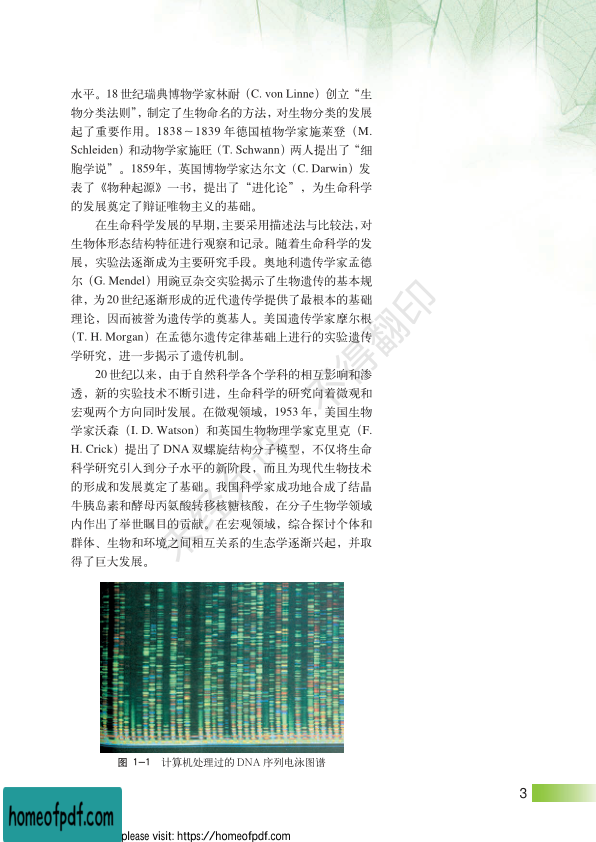 水平。18世纪瑞典博物学家林耐（C. von Linne）创立“生
物分类法则”，制定了生物命名的方法，对生物分类的发展
起了重要作用。1838－1839 年德国植物学家施莱登（M.
Schleiden）和动物学家施旺（T. Schwann）两人提出了“细
胞学说”。1859年，英国博物学家达尔文（C. Darwin）发
表了《物种起源》一书，提出了“进化论”，为生命科学
的发展奠定了辩证唯物主义的基础。
在生命科学发展的早期，主要采用描述法与比较法，对
生物体形态结构特征进行观察和记录。随着生命科学的发
展，实验法逐渐成为主要研究手段。奥地利遗传学家孟德
尔（G. Mendel）用豌豆杂交实验揭示了生物遗传的基本规
律，为20世纪逐渐形成的近代遗传学提供了最根本的基础
理论，因而被誉为遗传学的奠基人。美国遗传学家摩尔根
（T. H. Morgan）在孟德尔遗传定律基础上进行的实验遗传
学研究，进一步揭示了遗传机制。
20世纪以来，由于自然科学各个学科的相互影响和渗
透，新的实验技术不断引进，生命科学的研究向着微观和
宏观两个方向同时发展。在微观领域，1953 年，美国生物
学家沃森（I. D. Watson）和英国生物物理学家克里克（F.
H. Crick）提出了DNA双螺旋结构分子模型，不仅将生命
科学研究引入到分子水平的新阶段，而且为现代生物技术
的形成和发展奠定了基础。我国科学家成功地合成了结晶
牛胰岛素和酵母丙氨酸转移核糖核酸，在分子生物学领域
内作出了举世瞩目的贡献。在宏观领域，综合探讨个体和
群体、生物和环境之间相互关系的生态学逐渐兴起，并取
得了巨大发展。
图 1－1 计算机处理过的DNA序列电泳图谱
3
homeofpdf.com
please visit: https://homeofpdf.com